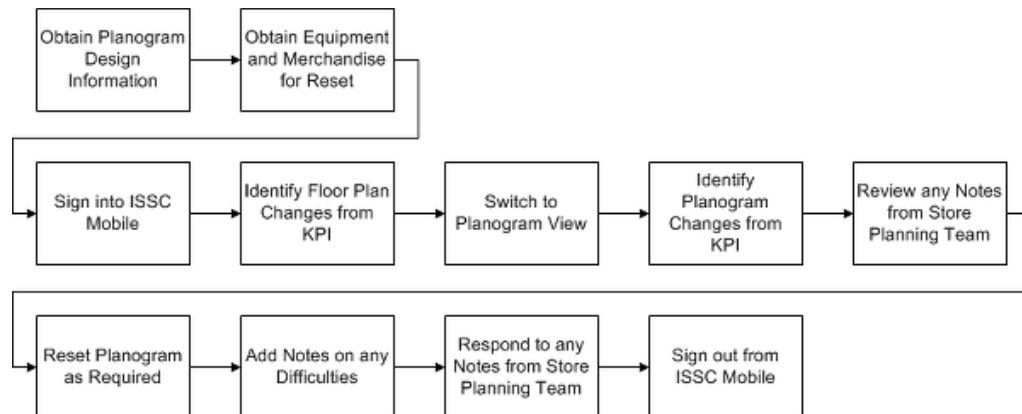 Obtain Planogram
Design
Information
Obtain Equipment
and Merchandise
for Reset
Sign into ISSC
Mobile
Identify Floor Plan
Changes from
KPI
Switch to
Planogram View
Identify
Planogram
Changes from
KPI
Review any Notes
from Store
Planning Team
Reset Planogram
as Required
Add Notes on any
Difficulties
Respond to any
Notes from Store
Planning Team
Sign out from
ISSC Mobile